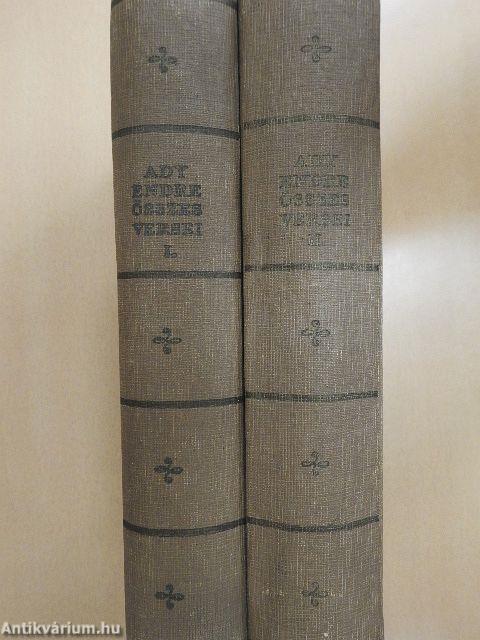 ADY
ENDRE
ÖSSZES
VERSEI
I.
ADY
ENDRE
ÖSSZES
VERSEI
II.
Antikvárium.hu